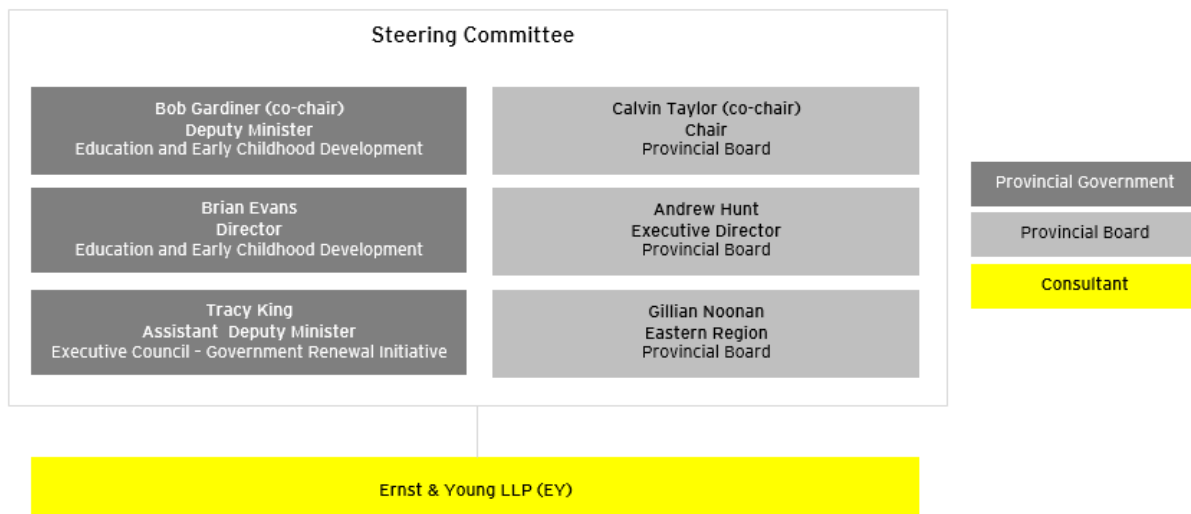 Steering Committee
Bob Gardiner (co-chair)
Deputy Minister
Education and Early Childhood Development
Calvin Taylor (co-chair)
Chair
Provincial Board
Brian Evans
Director
Education and Early Childhood Development
Andrew Hunt
Executive Director
Provincial Board
Tracy King
Assistant Deputy Minister
Executive Council - Government Renewal Initiative
Gillian Noonan
Eastern Region
Provincial Board
Provincial Government
Provincial Board
Consultant
Ernst & Young LLP (EY)